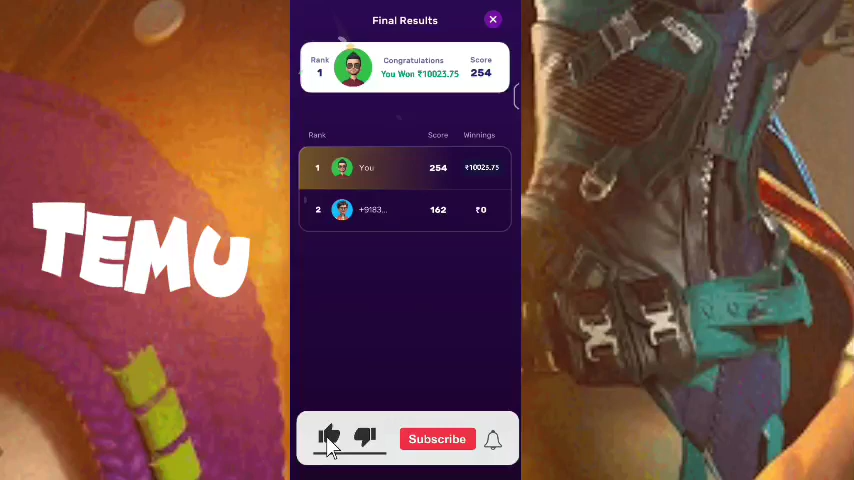 TEMU
Final Results
Rank
1
Congratulations
You Won ₹10023.75
Score
254
Rank Score Winnings
1 You 254 ₹10023.75
2 +9183... 162 ₹0
Subscribe